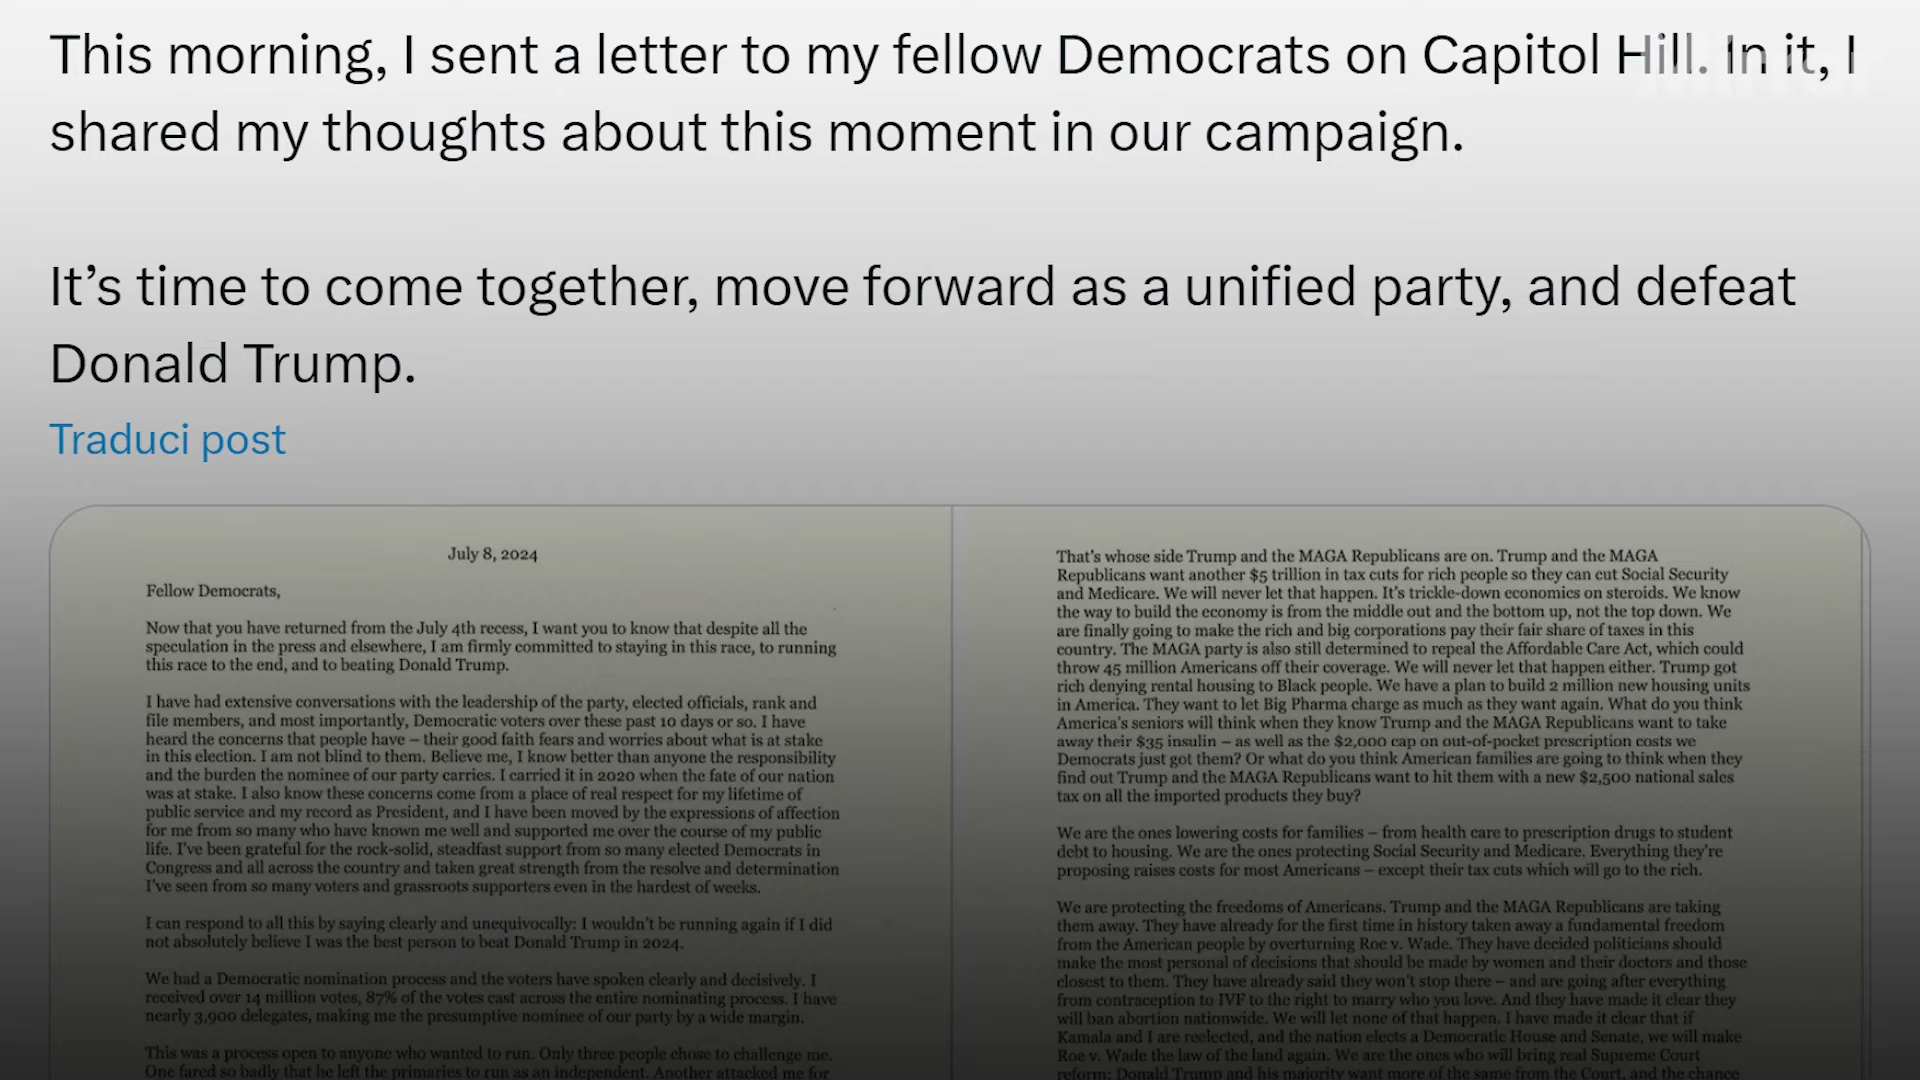 This morning, I sent a letter to my fellow Democrats on Capitol Hill. In it, I
shared my thoughts about this moment in our campaign.
It’s time to come together, move forward as a unified party, and defeat
Donald Trump.
Traduci post
July 8, 2024
Fellow Democrats,
Now that you have returned from the July 4th recess, I want you to know that despite all the
speculation in the press and elsewhere, I am firmly committed to staying in this race, to running
this race to the end, and to beating Donald Trump.
I have had extensive conversations with the leadership of the party, elected officials, rank and
file members, and most importantly, Democratic voters over these past 10 days or so. I have
heard the concerns that people have – their good faith fears and worries about what is at stake
in this election. I am not blind to them. Believe me, I know better than anyone the responsibility
and the burden the nominee of our party carries. I carried it in 2020 when the fate of our nation
was at stake. I also know these concerns come from a place of real respect for my lifetime of
public service and my record as President, and I have been moved by the expressions of affection
for me from so many who have known me well and supported me over the course of my public
life. I’ve been grateful for the rock-solid, steadfast support from so many elected Democrats in
Congress and all across the country and taken great strength from the resolve and determination
I’ve seen from so many voters and grassroots supporters even in the hardest of weeks.
I can respond to all this by saying clearly and unequivocally: I wouldn’t be running again if I did
not absolutely believe I was the best person to beat Donald Trump in 2024.
We had a Democratic nomination process and the voters have spoken clearly and decisively. I
received over 14 million votes, 87% of the votes cast across the entire nominating process. I have
nearly 3,900 delegates, making me the presumptive nominee of our party by a wide margin.
This was a process open to anyone who wanted to run. Only three people chose to challenge me.
One fared so badly that he left the primaries to run as an independent. Another attacked me for
That’s whose side Trump and the MAGA Republicans are on. Trump and the MAGA
Republicans want another $5 trillion in tax cuts for rich people so they can cut Social Security
and Medicare. We will never let that happen. It’s trickle-down economics on steroids. We know
the way to build the economy is from the middle out and the bottom up, not the top down. We
are finally going to make the rich and big corporations pay their fair share of taxes in this
country. The MAGA party is also still determined to repeal the Affordable Care Act, which could
throw 45 million Americans off their coverage. We will never let that happen either. Trump got
rich denying rental housing to Black people. We have a plan to build 2 million new housing units
in America. They want to let Big Pharma charge as much as they want again. What do you think
America’s seniors will think when they know Trump and the MAGA Republicans want to take
away their $35 insulin – as well as the $2,000 cap on out-of-pocket prescription costs we
Democrats just got them? Or what do you think American families are going to think when they
find out Trump and the MAGA Republicans want to hit them with a new $2,500 national sales
tax on all the imported products they buy?
We are the ones lowering costs for families – from health care to prescription drugs to student
debt to housing. We are the ones protecting Social Security and Medicare. Everything they’re
proposing raises costs for most Americans – except their tax cuts which will go to the rich.
We are protecting the freedoms of Americans. Trump and the MAGA Republicans are taking
them away. They have already for the first time in history taken away a fundamental freedom
from the American people by overturning Roe v. Wade. They have decided politicians should
make the most personal of decisions that should be made by women and their doctors and those
closest to them. They have already said they won’t stop there – and are going after everything
from contraception to IVF to the right to marry who you love. And they have made it clear they
will ban abortion nationwide. We will let none of that happen. I have made it clear that if
Kamala and I are reelected, and the nation elects a Democratic House and Senate, we will make
Roe v. Wade the law of the land again. We are the ones who will bring real Supreme Court
reform; Donald Trump and his majority want more of the same from the Court, and the chance